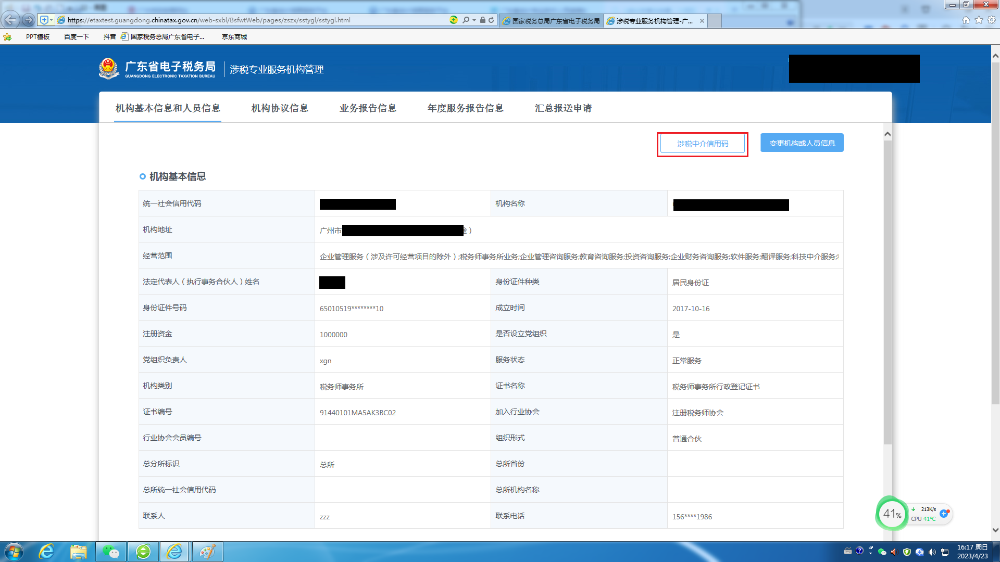 https://etaxtest.guangdong.chinatax.gov.cn/web-sxbl/BsfwtWeb/pages/zszx/sstygl/sstygl.html
国家税务总局广东省电子税务局
涉税专业服务机构管理-广...
PPT模板
百度一下
抖音
国家税务总局广东省电子...
京东商城
广东省电子税务局
GUANGDONG ELECTRONIC TAXATION BUREAU
涉税专业服务机构管理
机构基本信息和人员信息
机构协议信息
业务报告信息
年度服务报告信息
汇总报送申请
涉税中介信用码
变更机构或人员信息
机构基本信息
统一社会信用代码
机构名称
机构地址
广州市
途）
经营范围
企业管理服务（涉及许可经营项目的除外）;税务师事务所业务;企业管理咨询服务;教育咨询服务;投资咨询服务;企业财务咨询服务;软件服务;翻译服务;科技中介服务;
法定代表人（执行事务合伙人）姓名
身份证件种类
居民身份证
身份证件号码
65010519********10
成立时间
2017-10-16
注册资金
1000000
是否设立党组织
是
党组织负责人
xgn
服务状态
正常服务
机构类别
税务师事务所
证书名称
税务师事务所行政登记证书
证书编号
91440101MA5AK3BC02
加入行业协会
注册税务师协会
行业协会会员编号
组织形式
普通合伙
总分所标识
总所
总所省份
总所统一社会信用代码
总所机构名称
联系人
zzz
联系电话
156****1986
41%
213K/s
CPU 41℃
16:17 周日
2023/4/23